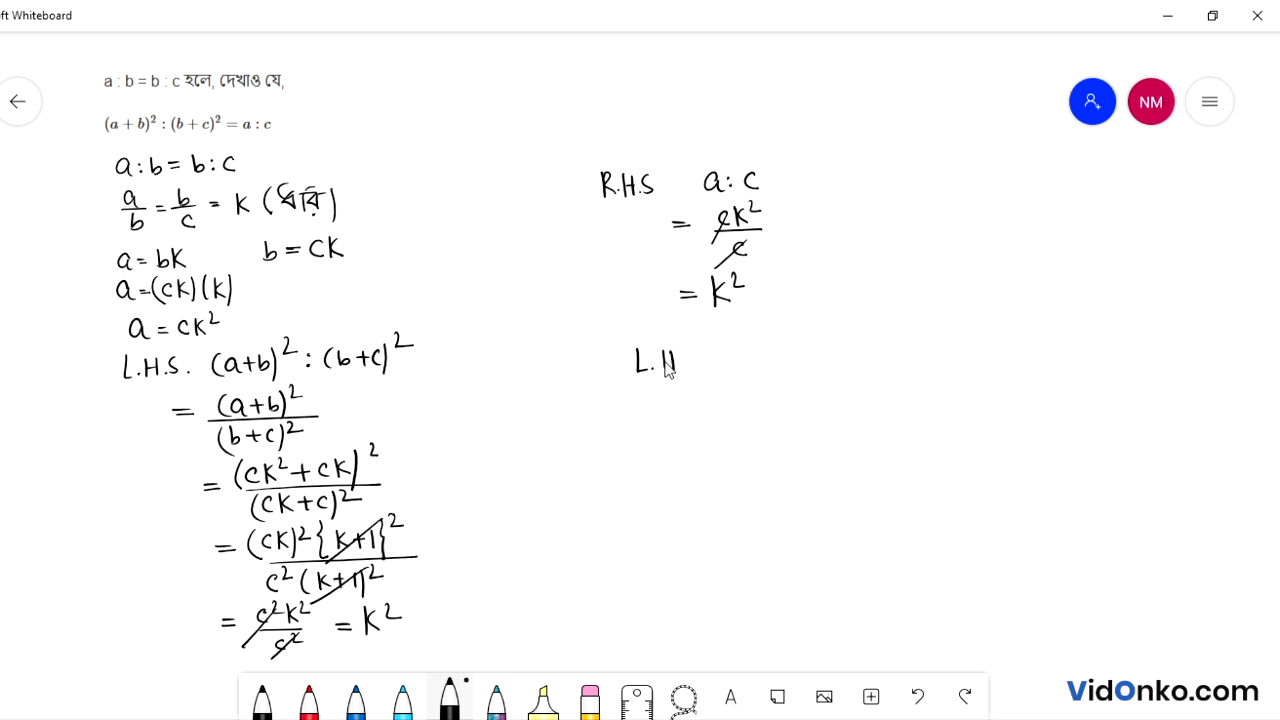 oft Whiteboard
a : b = b : c হলে, দেখাও যে,
(a + b)² : (b + c)² = a : c
NM
a : b = b : c
a/b = b/c = K (ধরি)
a = bK b = CK
a = (CK)(K)
a = CK²
L.H.S. (a+b)² : (b+c)²
= (a+b)² / (b+c)²
= (CK² + CK)² / (CK + C)²
= (CK)² {K+1}² / C² (K+1)²
= C²K² / C² = K²
R.H.S a : c
= CK² / C
= K²
L.H
A
VidOnko.com